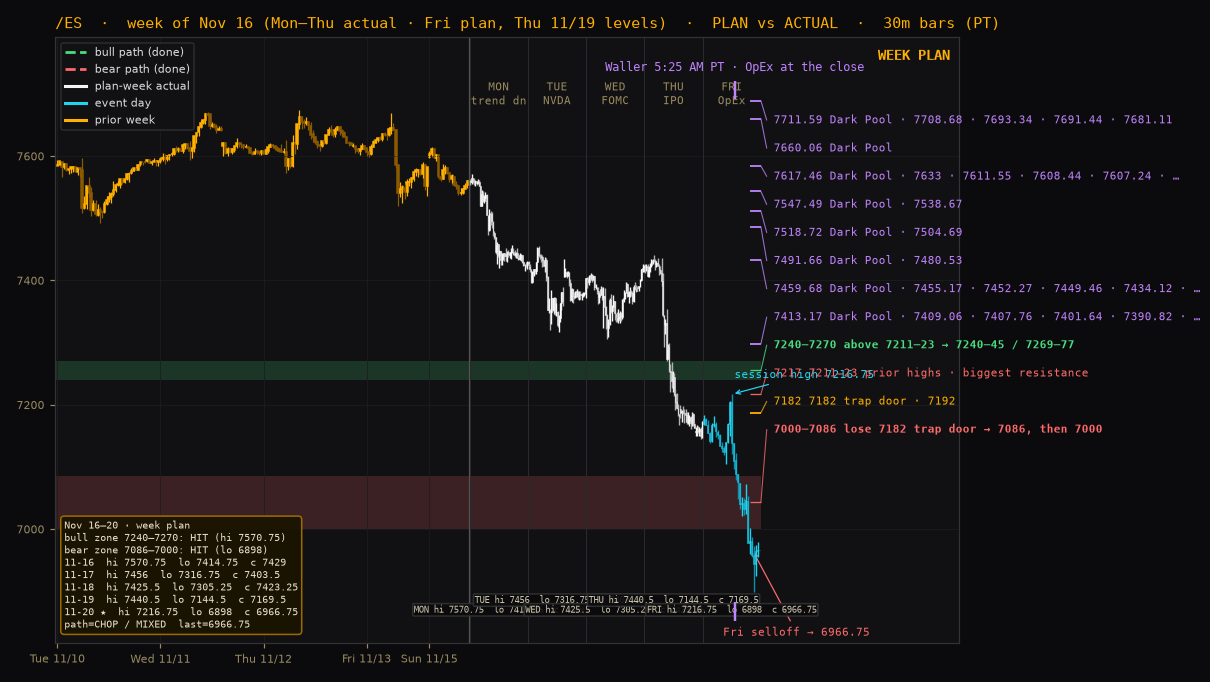 /ES · week of Nov 16 (Mon–Thu actual · Fri plan, Thu 11/19 levels) · PLAN vs ACTUAL · 30m bars (PT)
bull path (done)
bear path (done)
plan-week actual
event day
prior week
WEEK PLAN
Waller 5:25 AM PT · OpEx at the close
MON TUE WED THU FRI
trend dn NVDA FOMC IPO OpEx
7711.59 Dark Pool · 7708.68 · 7693.34 · 7691.44 · 7681.11
7660.06 Dark Pool
7617.46 Dark Pool · 7633 · 7611.55 · 7608.44 · 7607.24 · …
7547.49 Dark Pool · 7538.67
7518.72 Dark Pool · 7504.69
7491.66 Dark Pool · 7480.53
7459.68 Dark Pool · 7455.17 · 7452.27 · 7449.46 · 7434.12 · …
7413.17 Dark Pool · 7409.06 · 7407.76 · 7401.64 · 7390.82 · …
7240–7270 above 7211–23 → 7240–45 / 7269–77
7217 7211–23 prior highs · biggest resistance
session high 7216.75
7182 7182 trap door · 7192
7000–7086 lose 7182 trap door → 7086, then 7000
7600
7400
7200
7000
Nov 16–20 · week plan
bull zone 7240–7270: HIT (hi 7570.75)
bear zone 7086–7000: HIT (lo 6898)
11-16 hi 7570.75 lo 7414.75 c 7429
11-17 hi 7456 lo 7316.75 c 7403.5
11-18 hi 7425.5 lo 7305.25 c 7423.25
11-19 hi 7440.5 lo 7144.5 c 7169.5
11-20 ★ hi 7216.75 lo 6898 c 6966.75
path=CHOP / MIXED last=6966.75
TUE hi 7456 lo 7316.75 THU hi 7440.5 lo 7144.5 c 7169.5
MON hi 7570.75 lo 741 WED hi 7425.5 lo 7305.2 FRI hi 7216.75 lo 6898 c 6966.75
Fri selloff → 6966.75
Tue 11/10 Wed 11/11 Thu 11/12 Fri 11/13 Sun 11/15